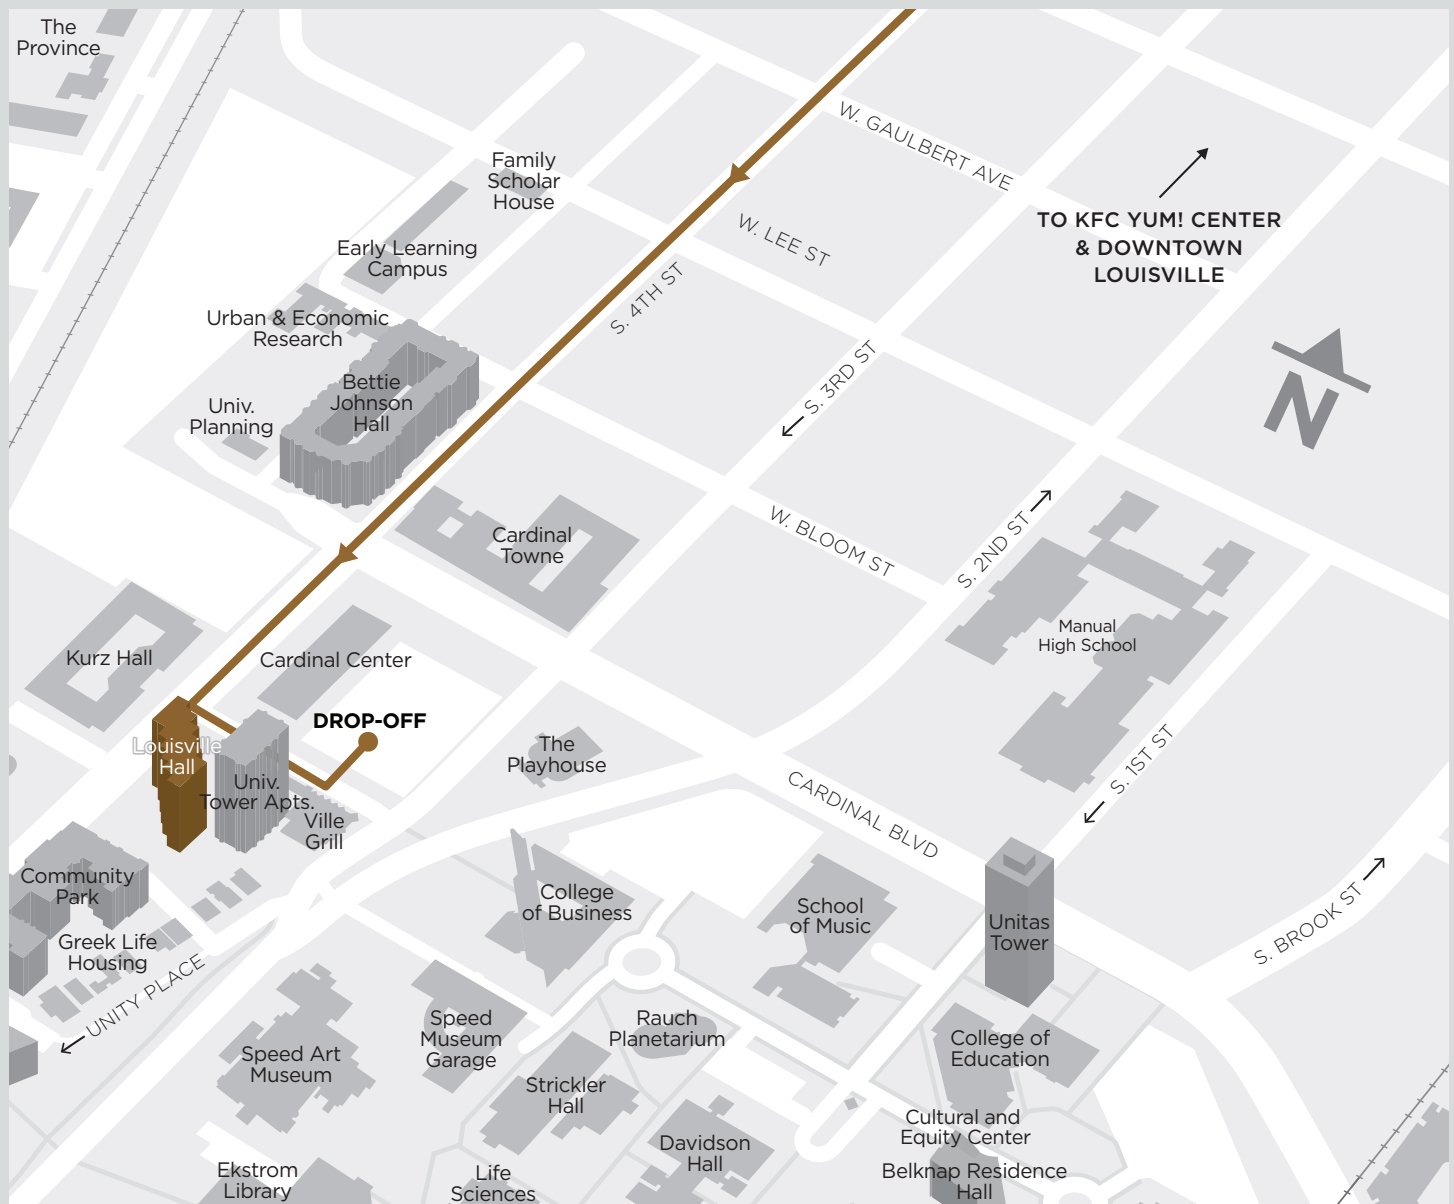 The
Province
W. GAULBERT AVE
Family
Scholar
House
TO KFC YUM! CENTER
& DOWNTOWN
LOUISVILLE
W. LEE ST
Early Learning
Campus
S. 4TH ST
Urban & Economic
Research
S. 3RD ST
Bettie
Johnson
Hall
Univ.
Planning
N
Cardinal
Towne
W. BLOOM ST
S. 2ND ST
Manual
High School
Kurz Hall
Cardinal Center
DROP-OFF
Louisville
Hall
The
Playhouse
S. 1ST ST
Univ.
Tower Apts.
Ville
Grill
CARDINAL BLVD
Community
Park
College
of Business
School
of Music
Unitas
Tower
S. BROOK ST
Greek Life
Housing
UNITY PLACE
Speed Art
Museum
Speed
Museum
Garage
Rauch
Planetarium
College of
Education
Strickler
Hall
Cultural and
Equity Center
Davidson
Hall
Belknap Residence
Hall
Ekstrom
Library
Life
Sciences